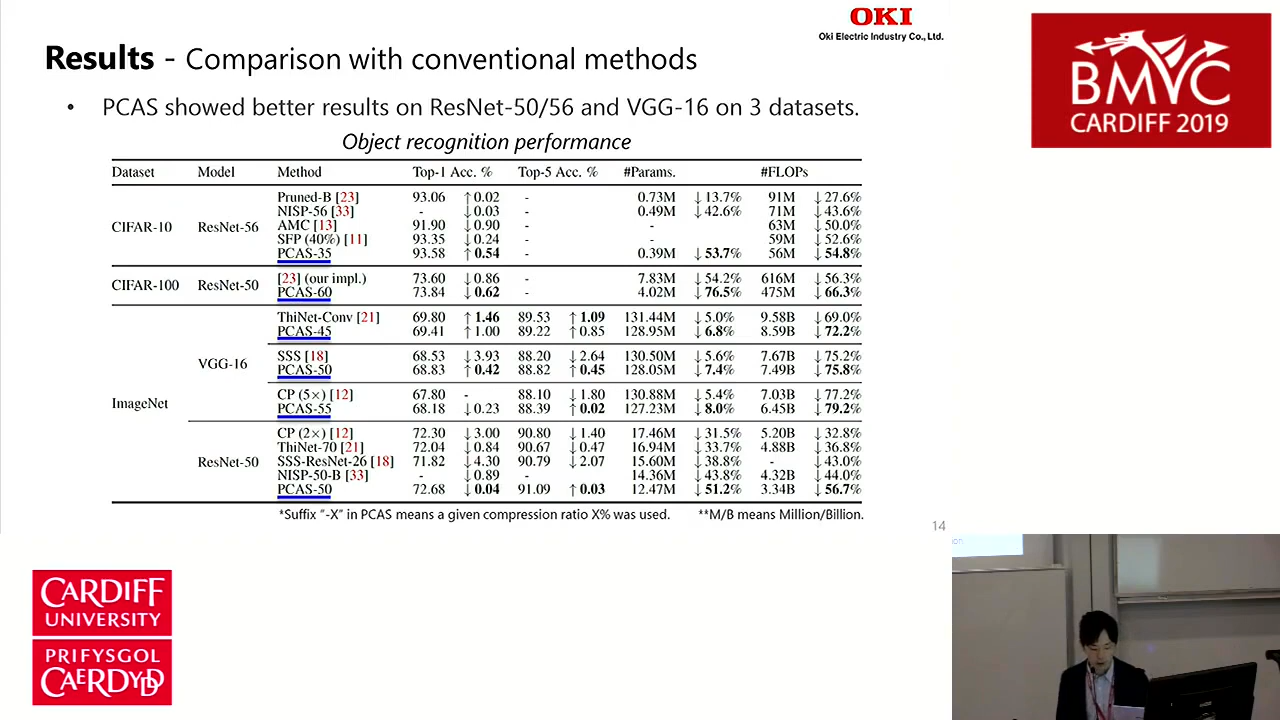 OKI
Oki Electric Industry Co., Ltd.
Results - Comparison with conventional methods
• PCAS showed better results on ResNet-50/56 and VGG-16 on 3 datasets.
Object recognition performance
Dataset Model Method Top-1 Acc. % Top-5 Acc. % #Params. #FLOPs
Pruned-B [23] 93.06 ↑0.02 - 0.73M ↓13.7% 91M ↓27.6%
NISP-56 [33] - ↓0.03 - 0.49M ↓42.6% 71M ↓43.6%
CIFAR-10 ResNet-56 AMC [13] 91.90 ↓0.90 - - 63M ↓50.0%
SFP (40%) [11] 93.35 ↓0.24 - - 59M ↓52.6%
PCAS-35 93.58 ↑0.54 - 0.39M ↓53.7% 56M ↓54.8%
CIFAR-100 ResNet-50 [23] (our impl.) 73.60 ↓0.86 - 7.83M ↓54.2% 616M ↓56.3%
PCAS-60 73.84 ↓0.62 - 4.02M ↓76.5% 475M ↓66.3%
ThiNet-Conv [21] 69.80 ↑1.46 89.53 ↑1.09 131.44M ↓5.0% 9.58B ↓69.0%
PCAS-45 69.41 ↑1.00 89.22 ↑0.85 128.95M ↓6.8% 8.59B ↓72.2%
VGG-16 SSS [18] 68.53 ↓3.93 88.20 ↓2.64 130.50M ↓5.6% 7.67B ↓75.2%
PCAS-50 68.83 ↑0.42 88.82 ↑0.45 128.05M ↓7.4% 7.49B ↓75.8%
CP (5×) [12] 67.80 - 88.10 ↓1.80 130.88M ↓5.4% 7.03B ↓77.2%
ImageNet PCAS-55 68.18 ↓0.23 88.39 ↑0.02 127.23M ↓8.0% 6.45B ↓79.2%
CP (2×) [12] 72.30 ↓3.00 90.80 ↓1.40 17.46M ↓31.5% 5.20B ↓32.8%
ThiNet-70 [21] 72.04 ↓0.84 90.67 ↓0.47 16.94M ↓33.7% 4.88B ↓36.8%
ResNet-50 SSS-ResNet-26 [18] 71.82 ↓4.30 90.79 ↓2.07 15.60M ↓38.8% - ↓43.0%
NISP-50-B [33] - ↓0.89 - 14.36M ↓43.8% 4.32B ↓44.0%
PCAS-50 72.68 ↓0.04 91.09 ↑0.03 12.47M ↓51.2% 3.34B ↓56.7%
*Suffix "-X" in PCAS means a given compression ratio X% was used. **M/B means Million/Billion.
14
BMVC
CARDIFF 2019
CARDIFF
UNIVERSITY
PRIFYSGOL
CAERDYDD